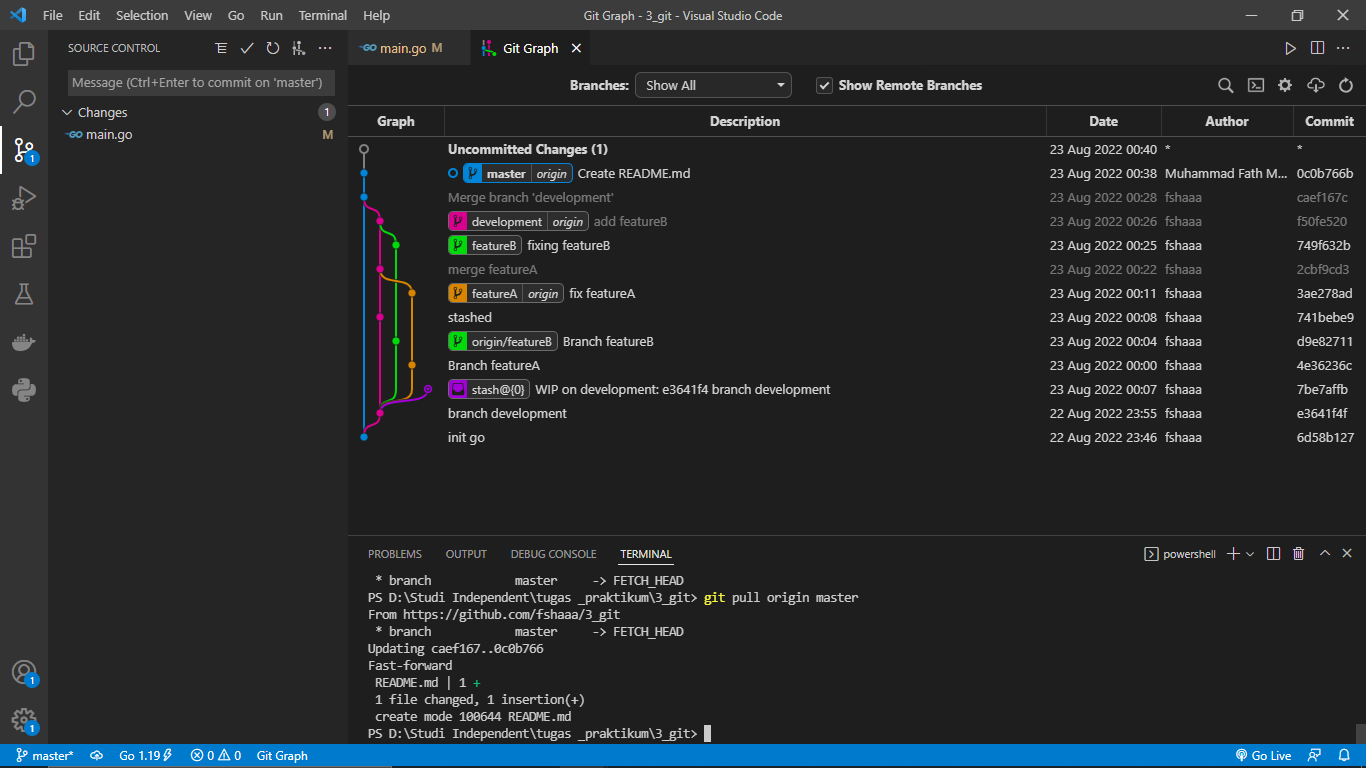 File Edit Selection View Go Run Terminal Help Git Graph - 3_git - Visual Studio Code
SOURCE CONTROL
Message (Ctrl+Enter to commit on 'master')
Changes 1
GO main.go M
GO main.go M Git Graph
Branches: Show All Show Remote Branches
Graph Description Date Author Commit
Uncommitted Changes (1) 23 Aug 2022 00:40 * *
master origin Create README.md 23 Aug 2022 00:38 Muhammad Fath M... 0c0b766b
Merge branch 'development' 23 Aug 2022 00:28 fshaaa caef167c
development origin add featureB 23 Aug 2022 00:26 fshaaa f50fe520
featureB fixing featureB 23 Aug 2022 00:25 fshaaa 749f632b
merge featureA 23 Aug 2022 00:22 fshaaa 2cbf9cd3
featureA origin fix featureA 23 Aug 2022 00:11 fshaaa 3ae278ad
stashed 23 Aug 2022 00:08 fshaaa 741bebe9
origin/featureB Branch featureB 23 Aug 2022 00:04 fshaaa d9e82711
Branch featureA 23 Aug 2022 00:00 fshaaa 4e36236c
stash@{0} WIP on development: e3641f4 branch development 23 Aug 2022 00:07 fshaaa 7be7affb
branch development 22 Aug 2022 23:55 fshaaa e3641f4f
init go 22 Aug 2022 23:46 fshaaa 6d58b127
PROBLEMS OUTPUT DEBUG CONSOLE TERMINAL powershell
* branch master -> FETCH_HEAD
PS D:\Studi Independent\tugas _praktikum\3_git> git pull origin master
From https://github.com/fshaaa/3_git
* branch master -> FETCH_HEAD
Updating caef167..0c0b766
Fast-forward
README.md | 1 +
1 file changed, 1 insertion(+)
create mode 100644 README.md
PS D:\Studi Independent\tugas _praktikum\3_git>
1
1
1
master* Go 1.19 0 0 Git Graph Go Live